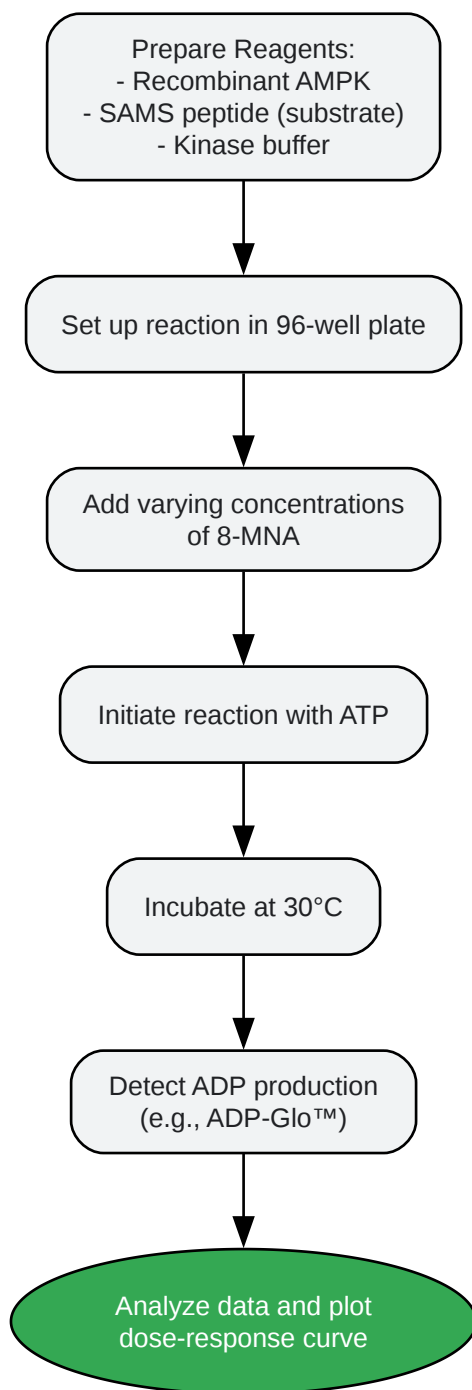 Prepare Reagents:
- Recombinant AMPK
- SAMS peptide (substrate)
- Kinase buffer
Set up reaction in 96-well plate
Add varying concentrations
of 8-MNA
Initiate reaction with ATP
Incubate at 30°C
Detect ADP production
(e.g., ADP-Glo™)
Analyze data and plot
dose-response curve